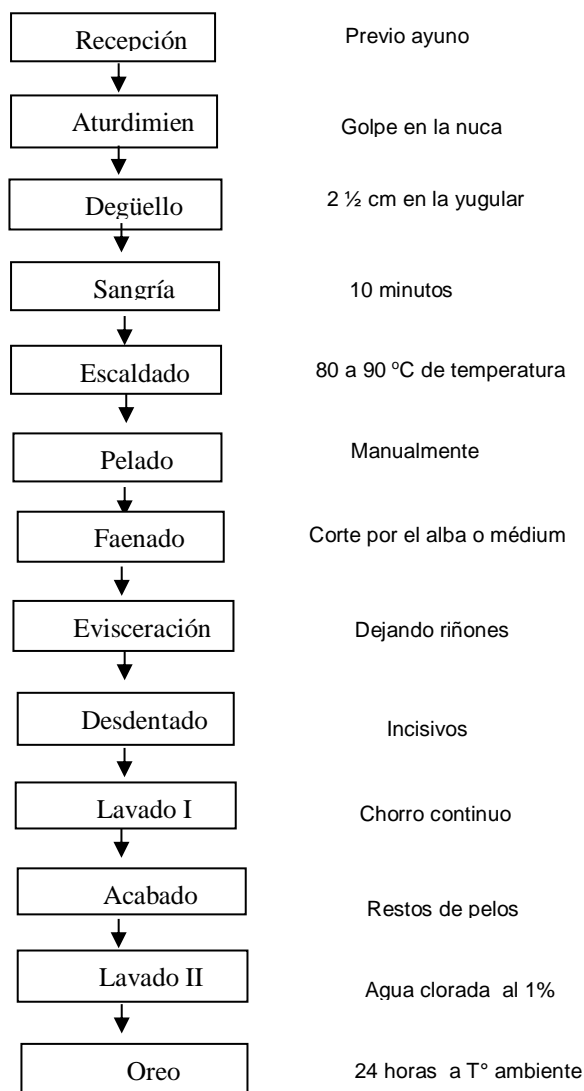 Recepción Previo ayuno
Aturdimien Golpe en la nuca
Degüello 2 ½ cm en la yugular
Sangría 10 minutos
Escaldado 80 a 90 ºC de temperatura
Pelado Manualmente
Faenado Corte por el alba o médium
Evisceración Dejando riñones
Desdentado Incisivos
Lavado I Chorro continuo
Acabado Restos de pelos
Lavado II Agua clorada al 1%
Oreo 24 horas a T° ambiente